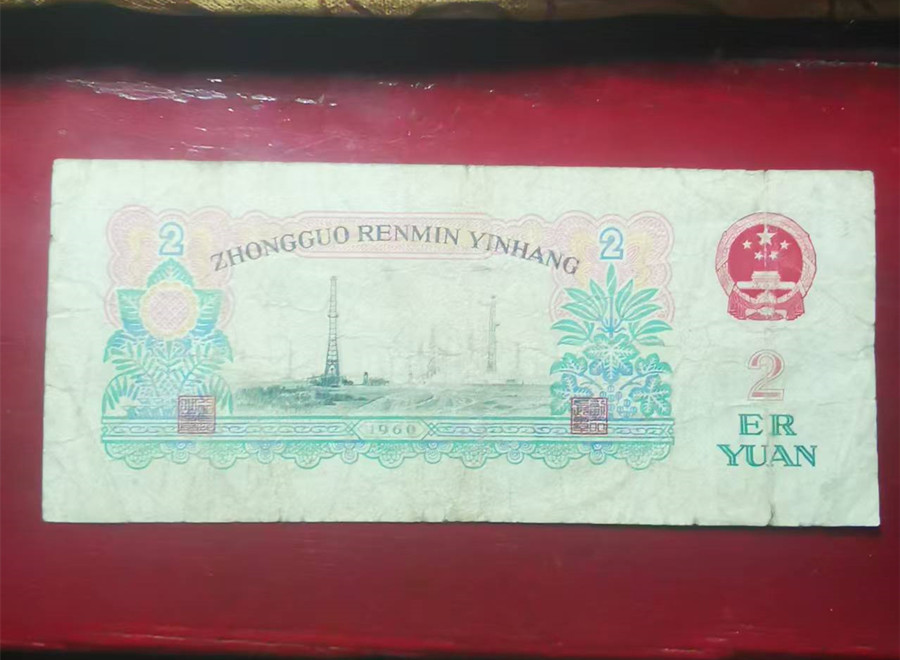 2
ZHONGGUO RENMIN YINHANG
2
1960
2
ER
YUAN